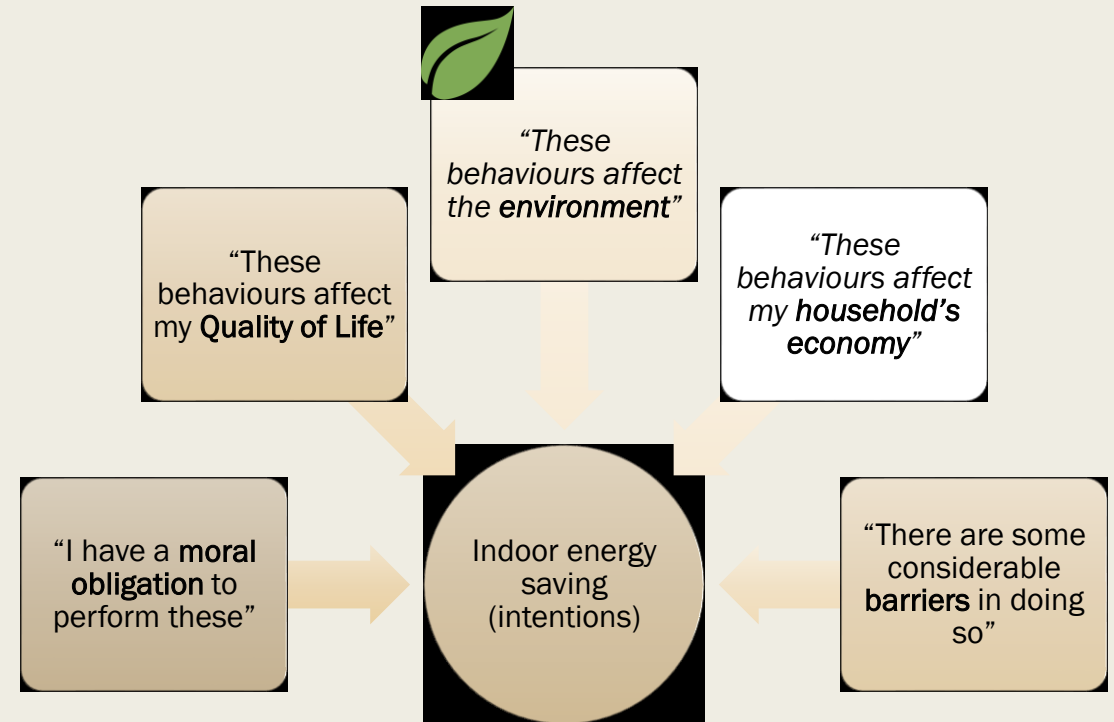 “These
behaviours affect
the environment”
“These
behaviours affect
my Quality of Life”
“These
behaviours affect
my household’s
economy”
“I have a moral
obligation to
perform these”
Indoor energy
saving
(intentions)
“There are some
considerable
barriers in doing
so”